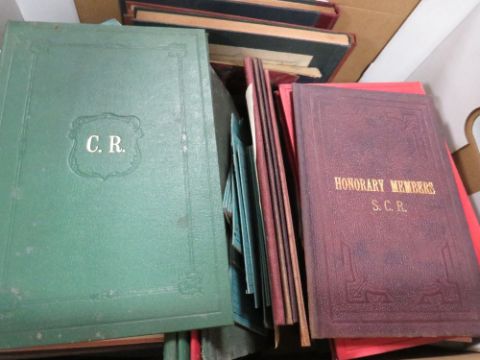 C. R.
HONORARY MEMBERS
S. C. R.